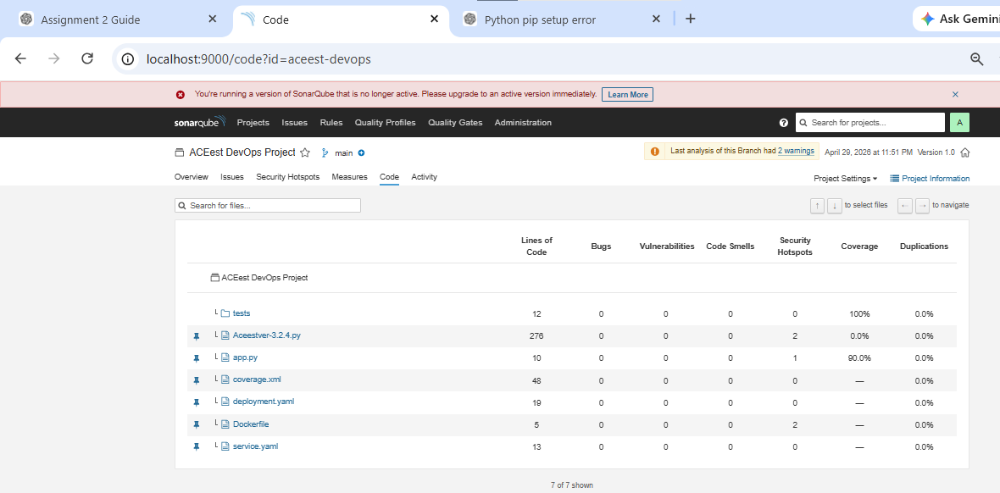 Assignment 2 Guide
Code
Python pip setup error
Ask Gemini
localhost:9000/code?id=aceest-devops
You're running a version of SonarQube that is no longer active. Please upgrade to an active version immediately. Learn More
sonarqube Projects Issues Rules Quality Profiles Quality Gates Administration Search for projects... A
ACEest DevOps Project main Last analysis of this Branch had 2 warnings April 29, 2026 at 11:51 PM Version 1.0
Overview Issues Security Hotspots Measures Code Activity Project Settings Project Information
Search for files... ↑ ↓ to select files ← → to navigate
Lines of Code Bugs Vulnerabilities Code Smells Security Hotspots Coverage Duplications
ACEest DevOps Project
tests 12 0 0 0 0 100% 0.0%
Aceestver-3.2.4.py 276 0 0 0 2 0.0% 0.0%
app.py 10 0 0 0 1 90.0% 0.0%
coverage.xml 48 0 0 0 0 — 0.0%
deployment.yaml 19 0 0 0 0 — 0.0%
Dockerfile 5 0 0 0 2 — 0.0%
service.yaml 13 0 0 0 0 — 0.0%
7 of 7 shown